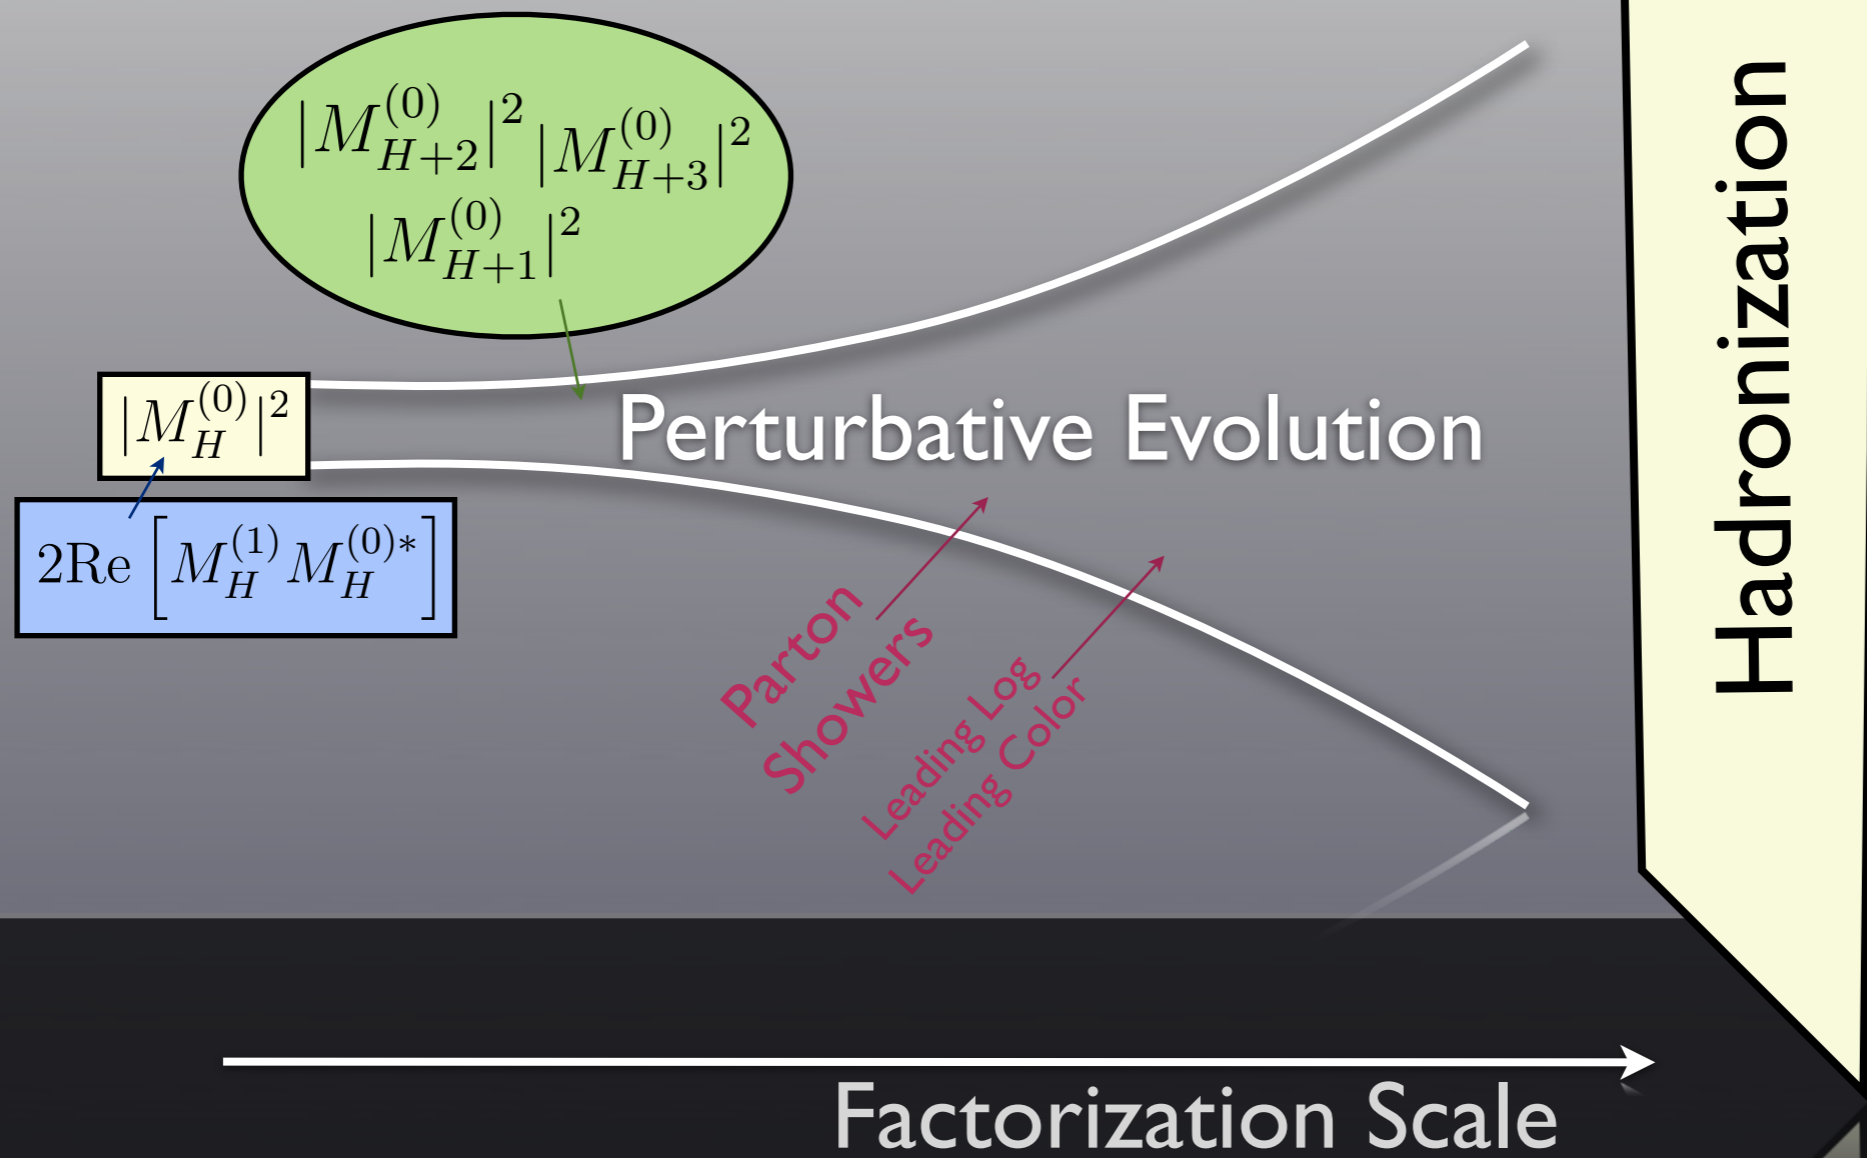 |M_{H+2}^{(0)}|^2 |M_{H+3}^{(0)}|^2
|M_{H+1}^{(0)}|^2
|M_H^{(0)}|^2
2Re [M_H^{(1)} M_H^{(0)*}]
Perturbative Evolution
Parton
Showers
Leading Log
Leading Color
Hadronization
Factorization Scale